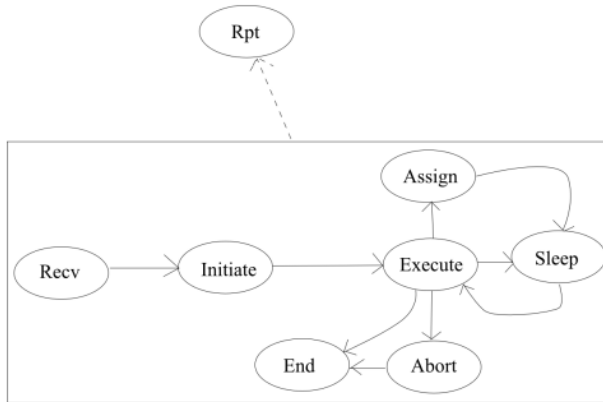 Rpt
Assign
Recv
Initiate
Execute
Sleep
End
Abort